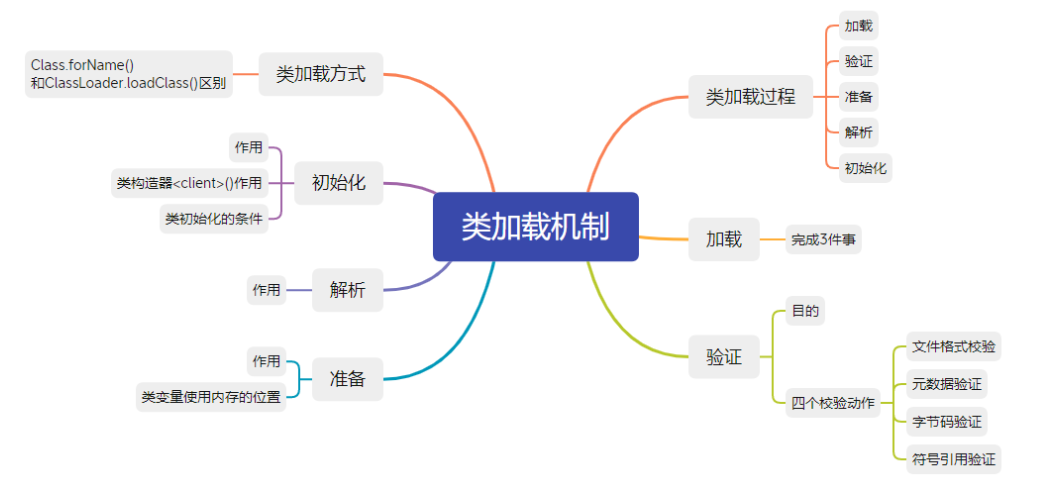 类加载机制
类加载过程
加载
验证
准备
解析
初始化
加载
完成3件事
验证
目的
四个校验动作
文件格式校验
元数据验证
字节码验证
符号引用验证
类加载方式
Class.forName()
和ClassLoader.loadClass()区别
初始化
作用
类构造器<client>()作用
类初始化的条件
解析
作用
准备
作用
类变量使用内存的位置